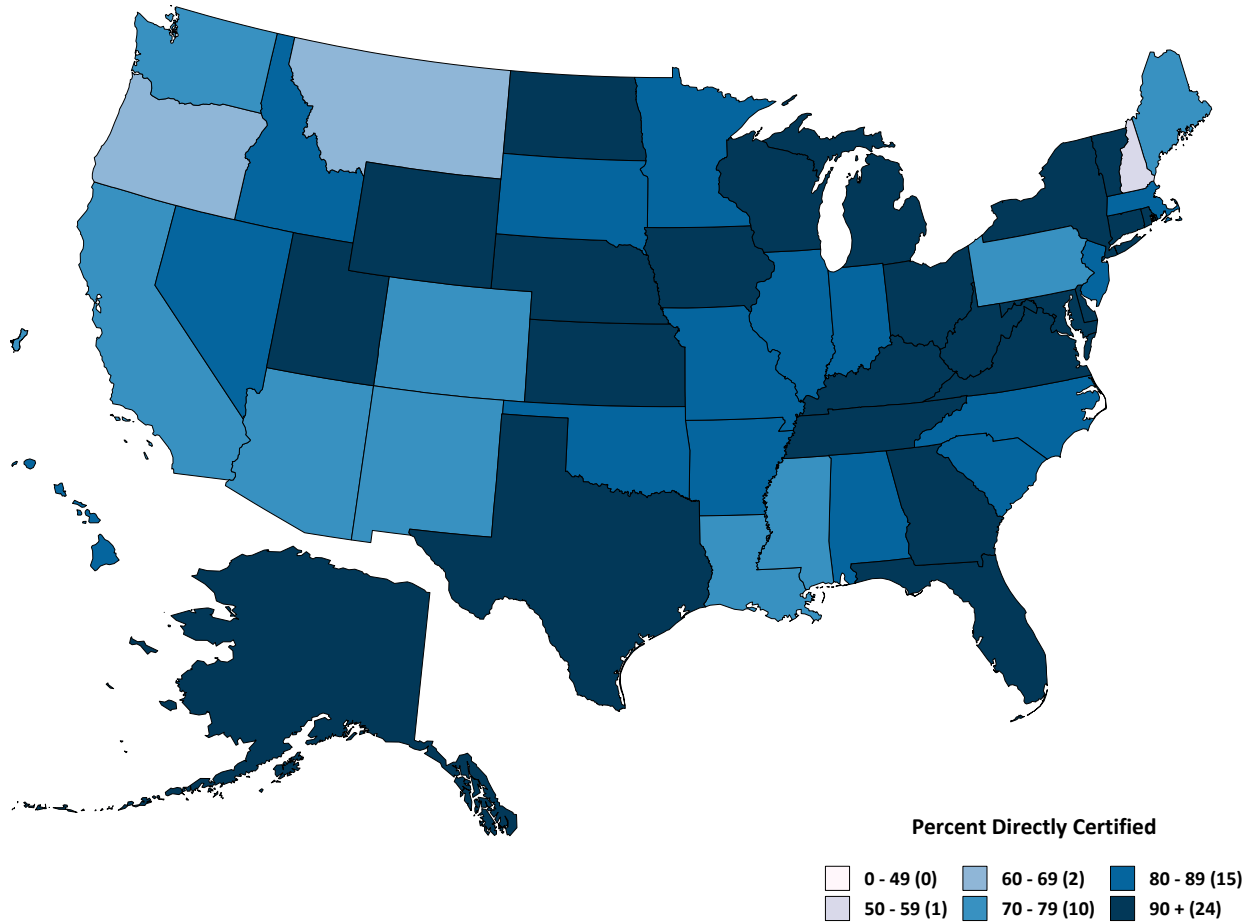 Percent Directly Certified
0 - 49 (0) 60 - 69 (2) 80 - 89 (15)
50 - 59 (1) 70 - 79 (10) 90 + (24)